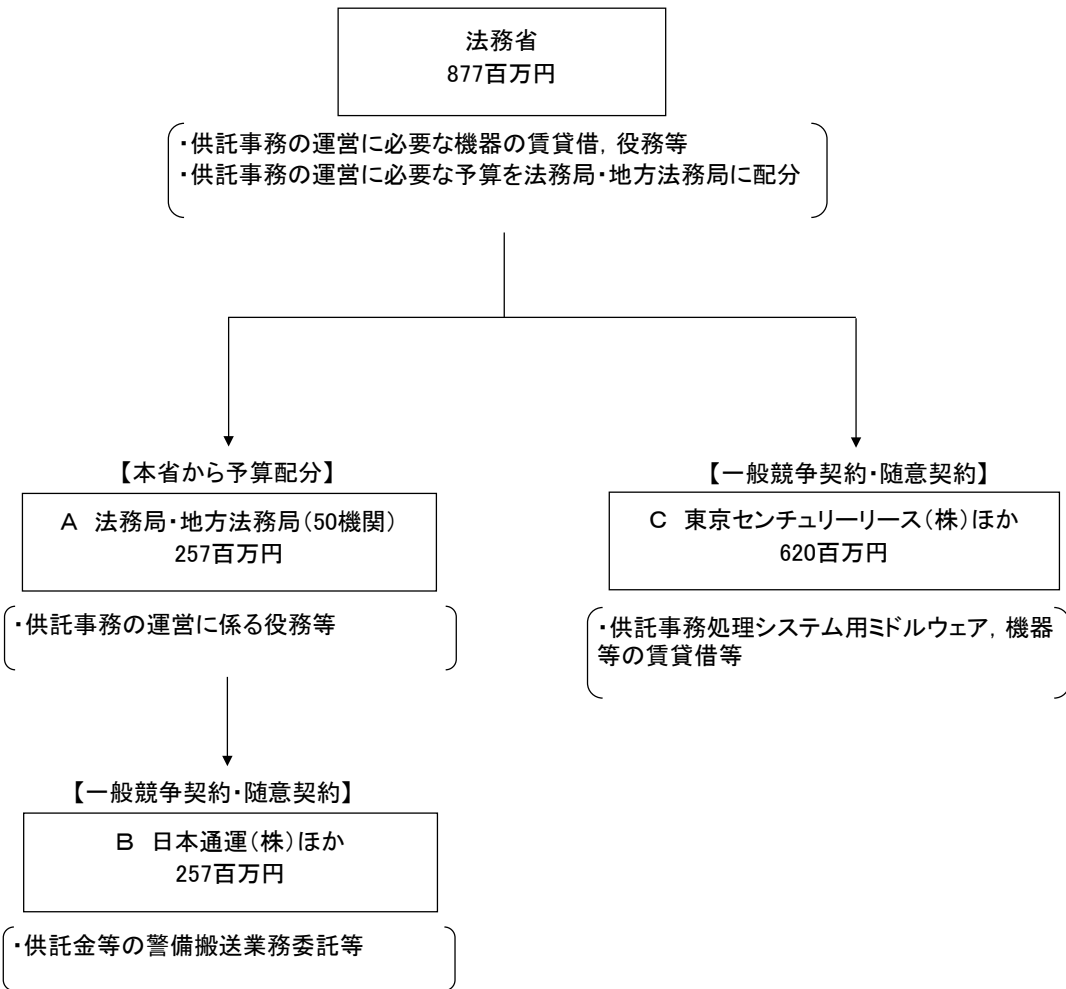 法務省
877百万円
・供託事務の運営に必要な機器の賃貸借，役務等
・供託事務の運営に必要な予算を法務局・地方法務局に配分
【本省から予算配分】
A 法務局・地方法務局（50機関）
257百万円
・供託事務の運営に係る役務等
【一般競争契約・随意契約】
C 東京センチュリーリース（株）ほか
620百万円
・供託事務処理システム用ミドルウェア，機器
等の賃貸借等
【一般競争契約・随意契約】
B 日本通運（株）ほか
257百万円
・供託金等の警備搬送業務委託等